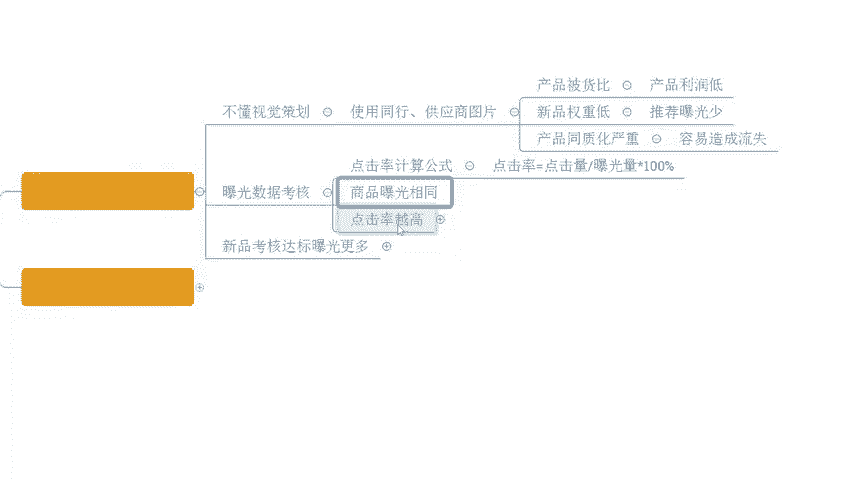 产品被货比 产品利润低
不懂视觉策划 使用同行、供应商图片 新品权重低 推荐曝光少
产品同质化严重 容易造成流失
点击率计算公式 点击率=点击量/曝光量*100%
曝光数据考核 商品曝光相同
点击率越高
新品考核达标曝光更多